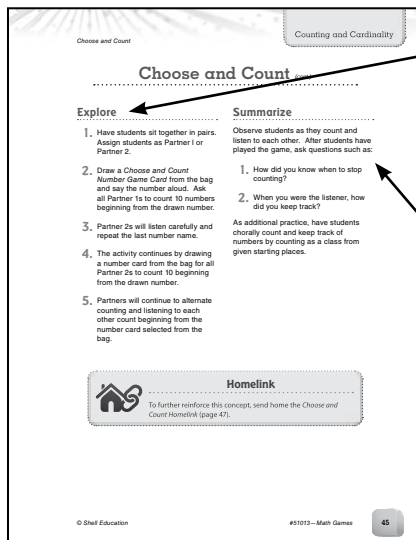 Choose and Count
Counting and Cardinality
Choose and Count (cont.)
Explore
1. Have students sit together in pairs.
Assign students as Partner I or
Partner 2.
2. Draw a Choose and Count
Number Game Card from the bag
and say the number aloud. Ask
all Partner 1s to count 10 numbers
beginning from the drawn number.
3. Partner 2s will listen carefully and
repeat the last number name.
4. The activity continues by drawing
a number card from the bag for all
Partner 2s to count 10 beginning
from the drawn number.
5. Partners will continue to alternate
counting and listening to each
other count beginning from the
number card selected from the
bag.
Summarize
Observe students as they count and
listen to each other. After students have
played the game, ask questions such as:
1. How did you know when to stop
counting?
2. When you were the listener, how
did you keep track?
As additional practice, have students
chorally count and keep track of
numbers by counting as a class from
given starting places.
Homelink
To further reinforce this concept, send home the Choose and
Count Homelink (page 47).
© Shell Education
#51013—Math Games
45